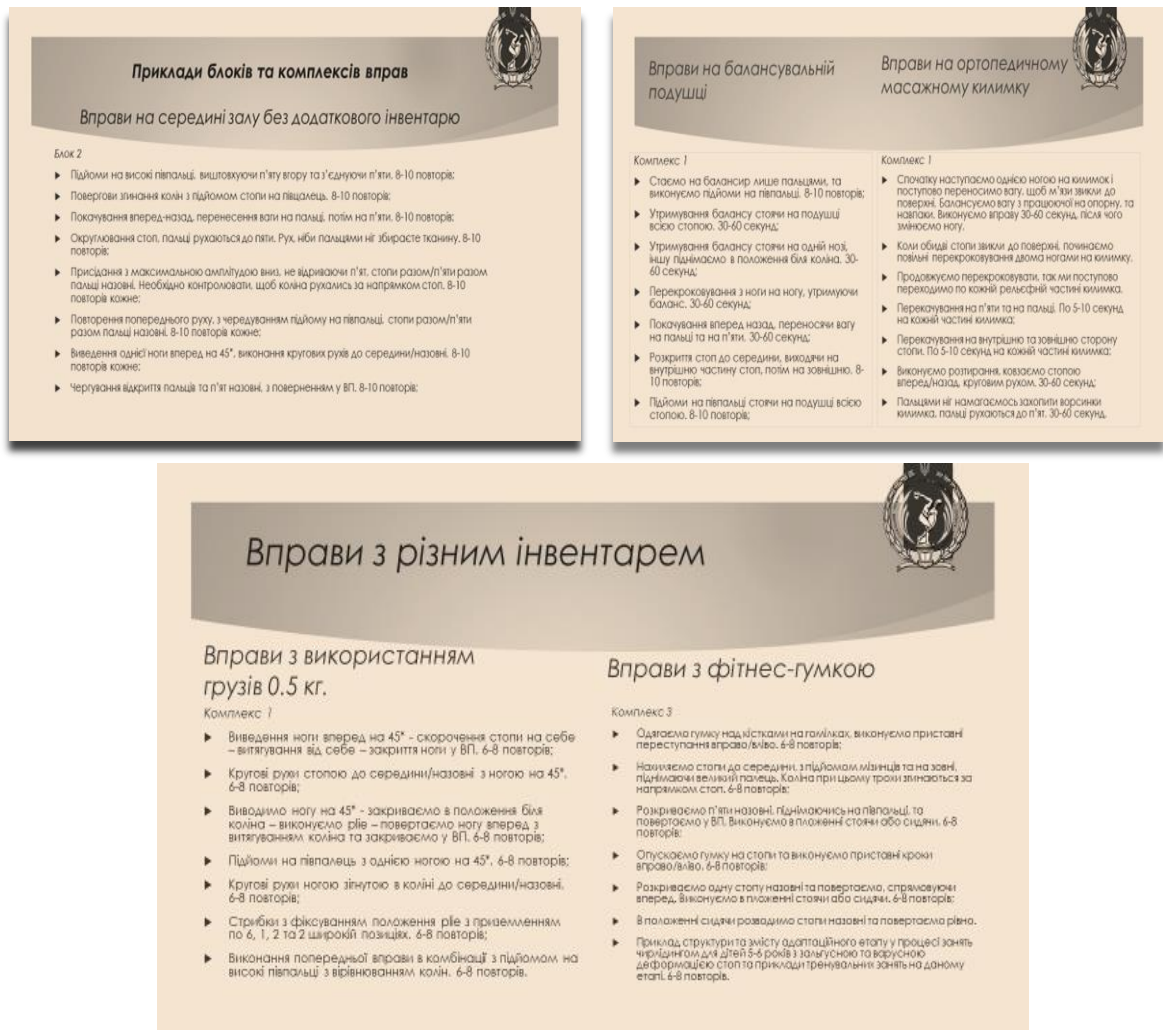 Приклади блоків та комплексів вправ
Вправи на середині залу без додаткового інвентарю
Блок 2
Підйоми на високі півпальці, виштовхуючи п'яту вгору та з'єднуючи п'яти. 8-10 повторів;
Повергови згинання колін з підйомом стопи на півщалець. 8-10 повторів;
Покачування вперед-назад, перенесення ваги на пальці, потім на п'яти. 8-10 повторів;
Округлювання стоп, пальці рухаються до пяти. Рух, ніби пальцями ніг збираєте тканину. 8-10
повторів;
Присідання з максимальною амплітудою вниз, не відриваючи п'ят, стопи разом/п'яти разом
пальці назовні. Необхідно контролювати, щоб коліна рухались за напрямком стоп. 8-10
повторів кожне;
Повторення попереднього руху, з чередуванням підйому на півпальці, стопи разом/п'яти
разом пальці назовні. 8-10 повторів кожне;
Виведення однієї ноги вперед на 45°, виконання кругових рухів до середини/назовні. 8-10
повторів кожне;
Чергування відкриття пальців та п'ят назовні, з поверненням у ВП. 8-10 повторів;
Вправи на балансувальній
подушці
Комплекс 1
Стаємо на балансир лише пальцями, та
виконуємо підйоми на півпальці. 8-10 повторів;
Утримування балансу стоячи на подушці
всією стопою. 30-60 секунд;
Утримування балансу стоячи на одній нозі,
іншу піднімаємо в положення біля коліна. 30-
60 секунд;
Перекроковування з ноги на ногу, утримуючи
баланс. 30-60 секунд;
Покачування вперед назад, переносячи вагу
на пальці та на п'яти. 30-60 секунд;
Розкриття стоп до середини, виходячи на
внутрішню частину стоп, потім на зовнішню. 8-
10 повторів;
Підйоми на півпальці стоячи на подушці всією
стопою. 8-10 повторів;
Вправи на ортопедичному
масажному килимку
Комплекс 1
Спочатку наступаємо однією ногою на килимок і
поступово переносимо вагу, щоб м'язи звикли до
поверхні. Балансуємо вагу з працюючої на опорну, та
навпаки. Виконуємо вправу 30-60 секунд, після чого
змінюємо ногу.
Коли обидві стопи звикли до поверхні, починаємо
повільні перекроковування двома ногами на килимку.
Продовжуємо перекроковувати, так ми поступово
переходимо по кожній рельєфній частині килимка.
Перекачування на п'яти та на пальці. По 5-10 секунд
на кожній частині килимка;
Перекачування на внутрішню та зовнішню сторону
стопи. По 5-10 секунд на кожній частині килимка;
Виконуємо розтирання, ковзаємо стопою
вперед/назад, круговим рухом. 30-60 секунд;
Пальцями ніг намагаємось захопити ворсинки
килимка, пальці рухаються до п'ят. 30-60 секунд.
Вправи з різним інвентарем
Вправи з використанням
грузів 0.5 кг.
Комплекс 1
Виведення ноги вперед на 45° - скорочення стопи на себе
– витягування від себе – закриття ноги у ВП. 6-8 повторів;
Кругові рухи стопою до середини/назовні з ногою на 45°.
6-8 повторів;
Виводимо ногу на 45° - закриваємо в положення біля
коліна – виконуємо plie – повертаємо ногу вперед з
витягуванням коліна та закриваємо у ВП. 6-8 повторів;
Підйоми на півпалець з однією ногою на 45°. 6-8 повторів;
Кругові рухи ногою зігнутою в коліні до середини/назовні.
6-8 повторів;
Стрибки з фіксуванням положення plie з приземленням
по 6, 1, 2 та 2 широкій позиціях. 6-8 повторів;
Виконання попередньої вправи в комбінації з підйомом на
високі півпальці з вірівнюванням колін. 6-8 повторів.
Вправи з фітнес-гумкою
Комплекс 3
Одягаємо гумку над кістками на гомілках, виконуємо приставні
переступання вправо/вліво. 6-8 повторів;
Нахиляємо стопи до середини, з підйомом мізинців та на зовні,
піднімаючи великий палець. Коліна при цьому трохи згинаються за
напрямком стоп. 6-8 повторів;
Розкриваємо п'яти назовні, піднімаючись на півпальці, та
повертаємо у ВП. Виконуємо в пложенні стоячи або сидячи. 6-8
повторів;
Опускаємо гумку на стопи та виконуємо приставні кроки
вправо/вліво. 6-8 повторів;
Розкриваємо одну стопу назовні та повертаємо, спрямовуючи
вперед. Виконуємо в пложенні стоячи або сидячи. 6-8 повторів;
В положенні сидячи розводимо стопи назовні та повертаємо рівно.
Приклад структури та змісту адаптаційного етапу у процесі занять
чирлідингом для дітей 5-6 років з вальгусною та варусною
деформацією стоп та приклади тренувальних занять на даному
етапі. 6-8 повторів.